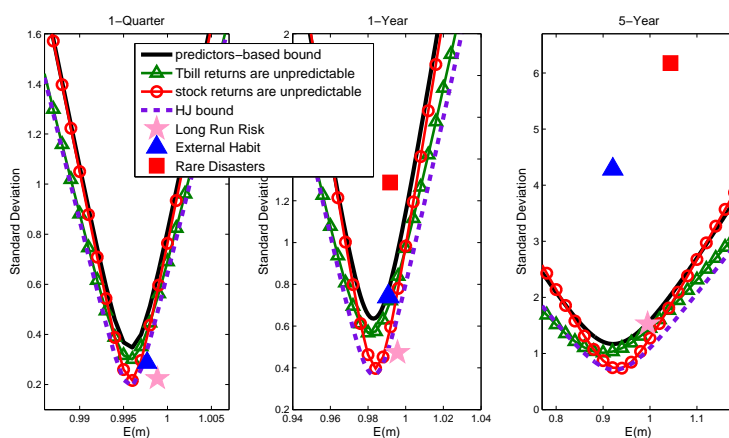 1−Quarter
1−Year
5−Year
1.6
1.4
1.2
1
0.8
0.6
0.4
0.2
Standard Deviation
0.99
0.995
1
1.005
E(m)
2
1.2
1
0.8
0.6
0.4
0.2
0.94
0.96
0.98
1
1.02
1.04
E(m)
predictors−based bound
Tbill returns are unpredictable
stock returns are unpredictable
HJ bound
Long Run Risk
External Habit
Rare Disasters
6
5
4
3
2
1
0
Standard Deviation
0.8
0.9
1
1.1
E(m)